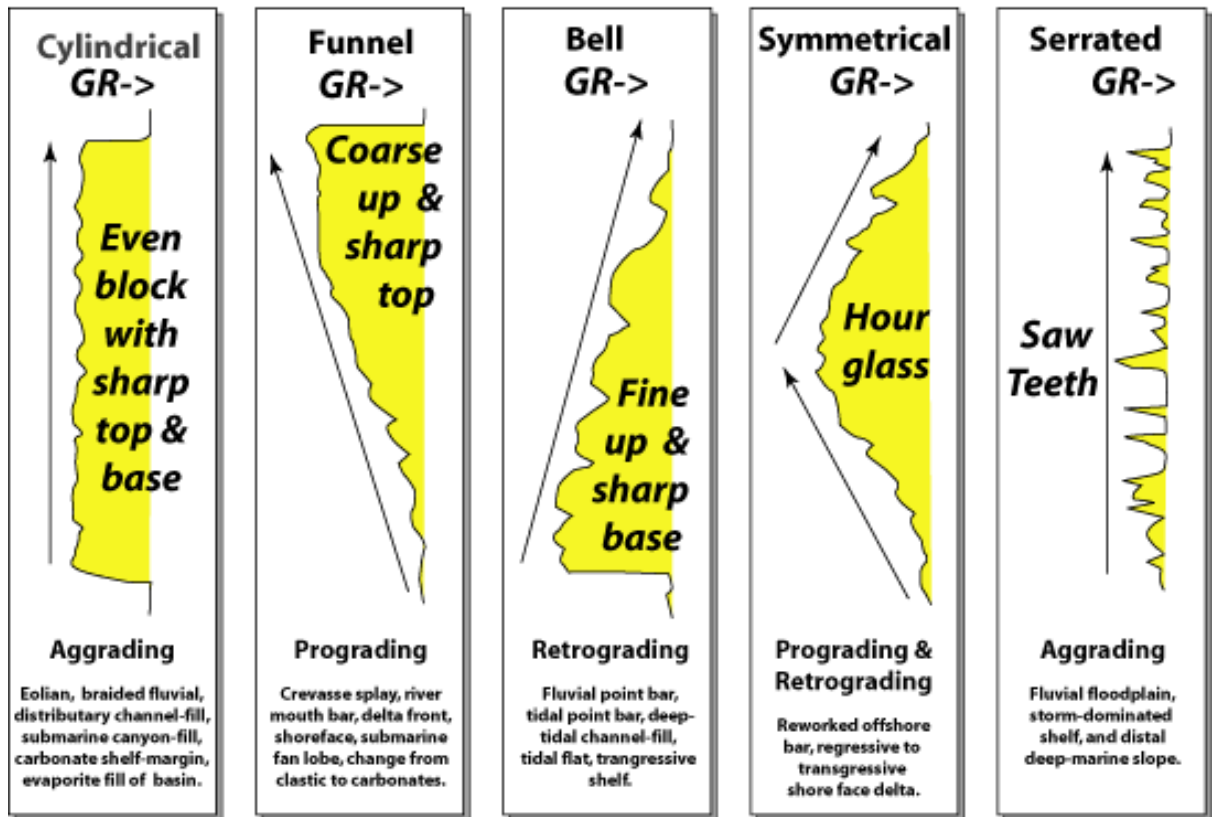 Cylindrical
GR->
Even
block
with
sharp
top &
base
Aggrading
Eolian, braided fluvial,
distributary channel-fill,
submarine canyon-fill,
carbonate shelf-margin,
evaporite fill of basin.
Funnel
GR->
Coarse
up &
sharp
top
Prograding
Crevasse splay, river
mouth bar, delta front,
shoreface, submarine
fan lobe, change from
clastic to carbonates.
Bell
GR->
Fine
up &
sharp
base
Retrograding
Fluvial point bar,
tidal point bar, deep-
tidal channel-fill,
tidal flat, trangressive
shelf.
Symmetrical
GR->
Hour
glass
Prograding &
Retrograding
Reworked offshore
bar, regressive to
transgressive
shore face delta.
Serrated
GR->
Saw
Teeth
Aggrading
Fluvial floodplain,
storm-dominated
shelf, and distal
deep-marine slope.